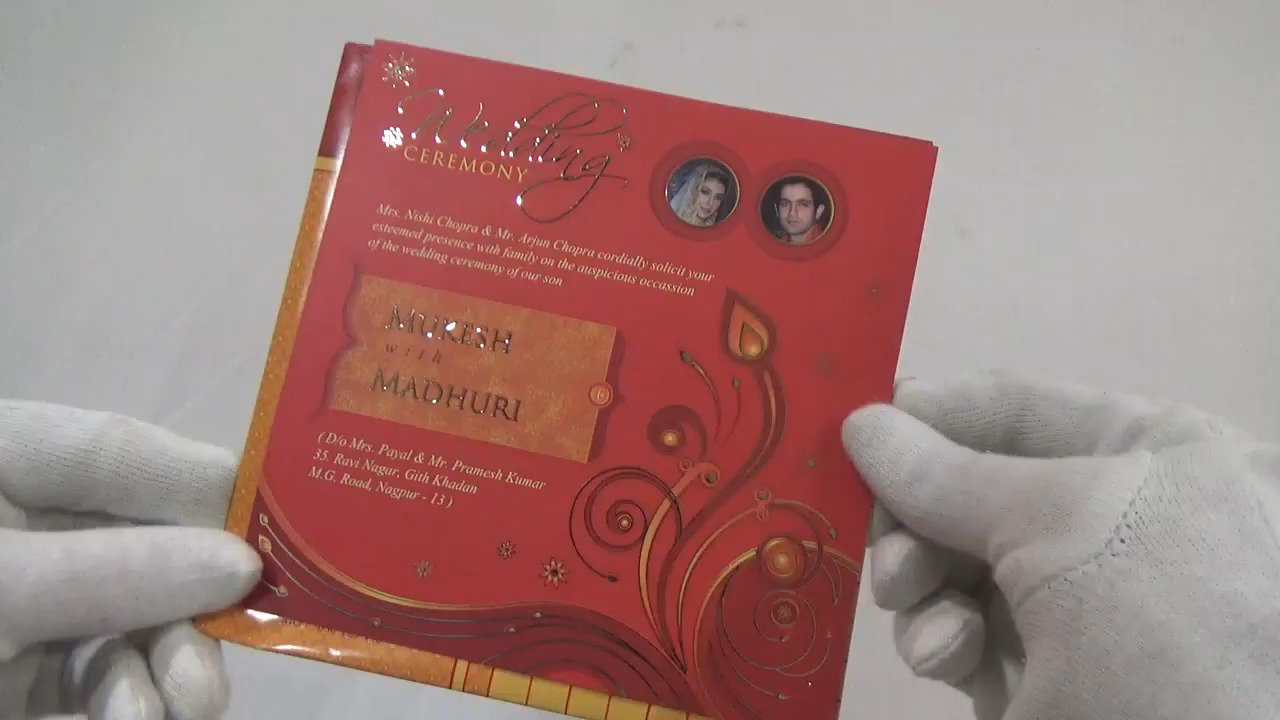 Wedding
CEREMONY
Mrs. Nishi Chopra & Mr. Arjun Chopra cordially solicit your
esteemed presence with family on the auspicious occassion
of the wedding ceremony of our son
MUKESH
with
MADHURI
( D/o Mrs. Payal & Mr. Pramesh Kumar
35, Ravi Nagar, Gith Khadan
M.G. Road, Nagpur - 13 )